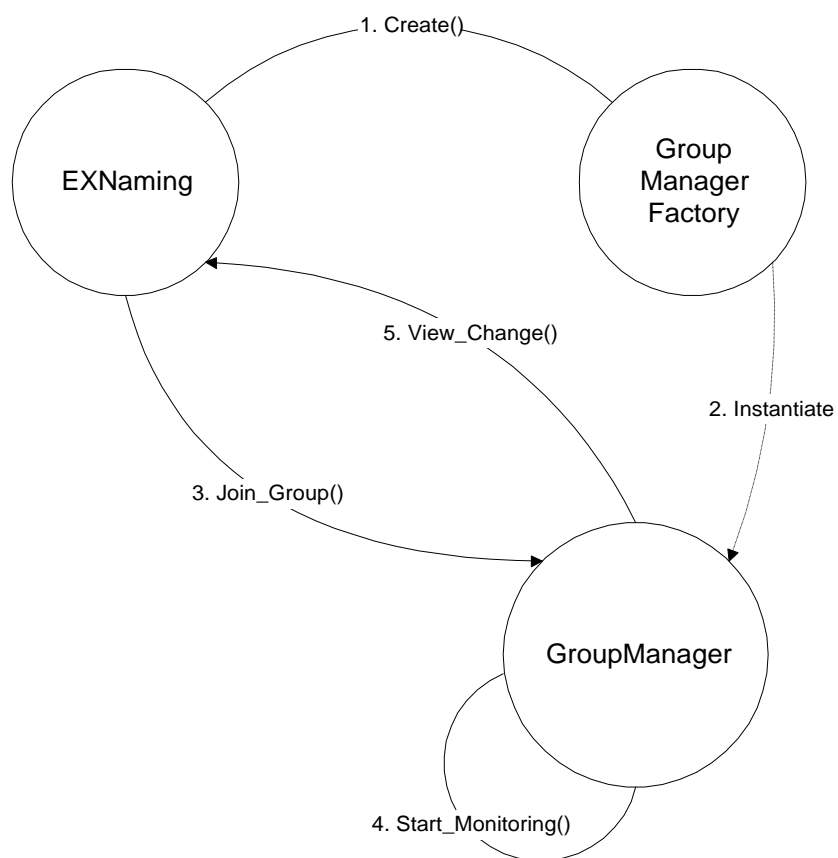 1. Create()
EXNaming
Group
Manager
Factory
5. View_Change()
2. Instantiate
3. Join_Group()
GroupManager
4. Start_Monitoring()